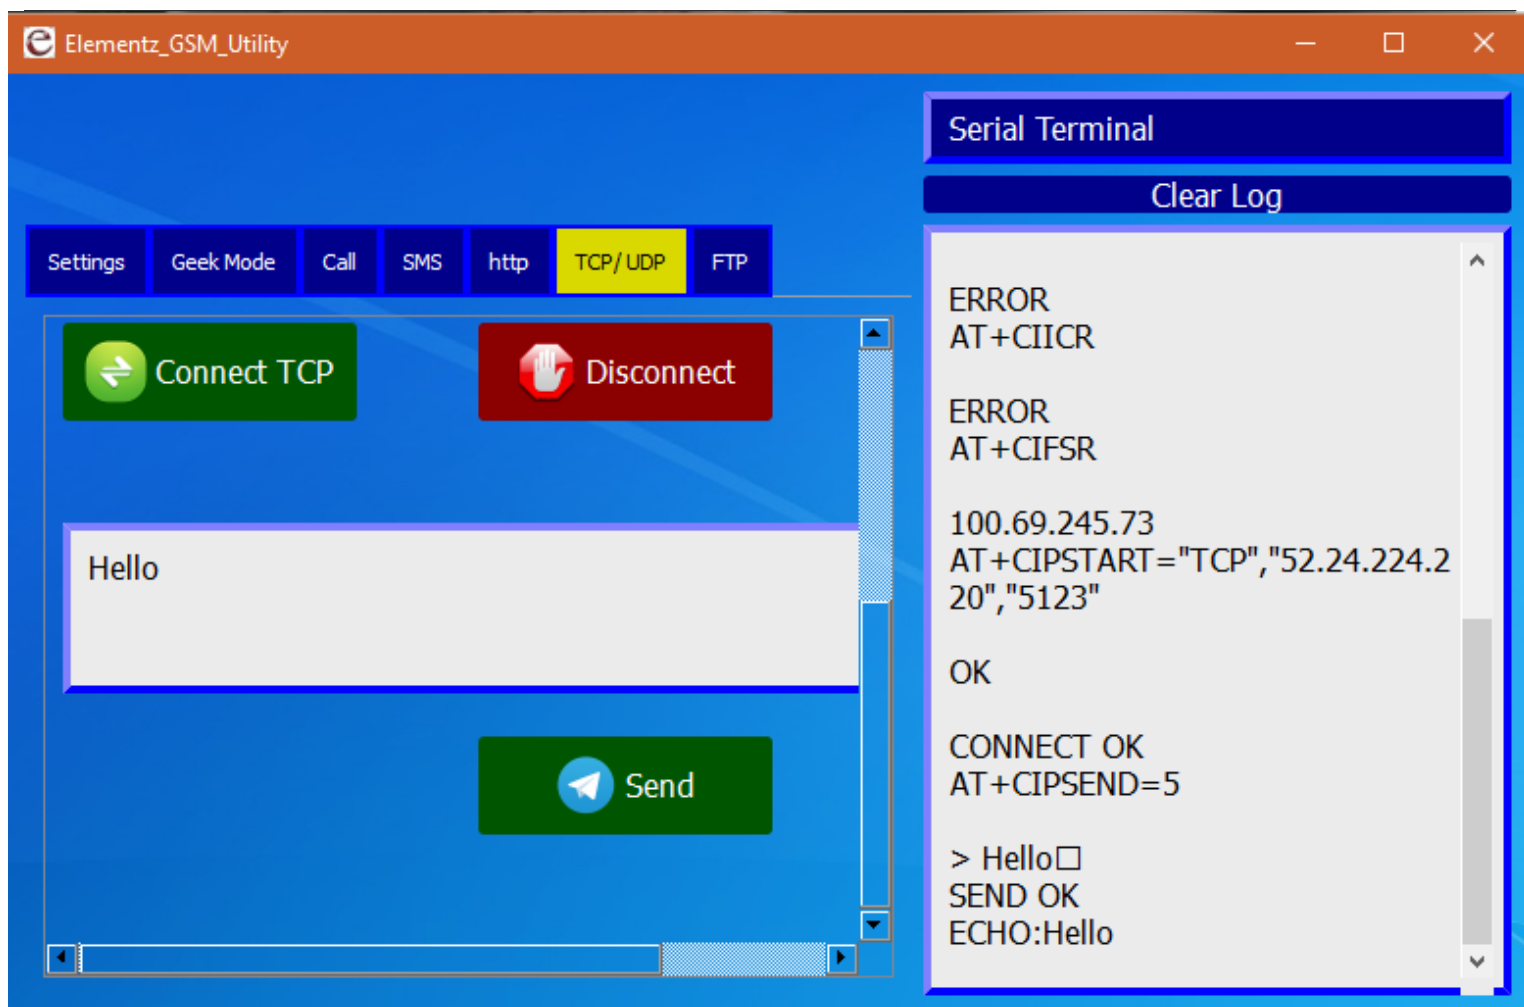 Elementz_GSM_Utility
Serial Terminal
Clear Log
Settings
Geek Mode
Call
SMS
http
TCP/ UDP
FTP
Connect TCP
Disconnect
Hello
Send
ERROR
AT+CIICR
ERROR
AT+CIFSR
100.69.245.73
AT+CIPSTART="TCP","52.24.224.2
20","5123"
OK
CONNECT OK
AT+CIPSEND=5
> Hello□
SEND OK
ECHO:Hello